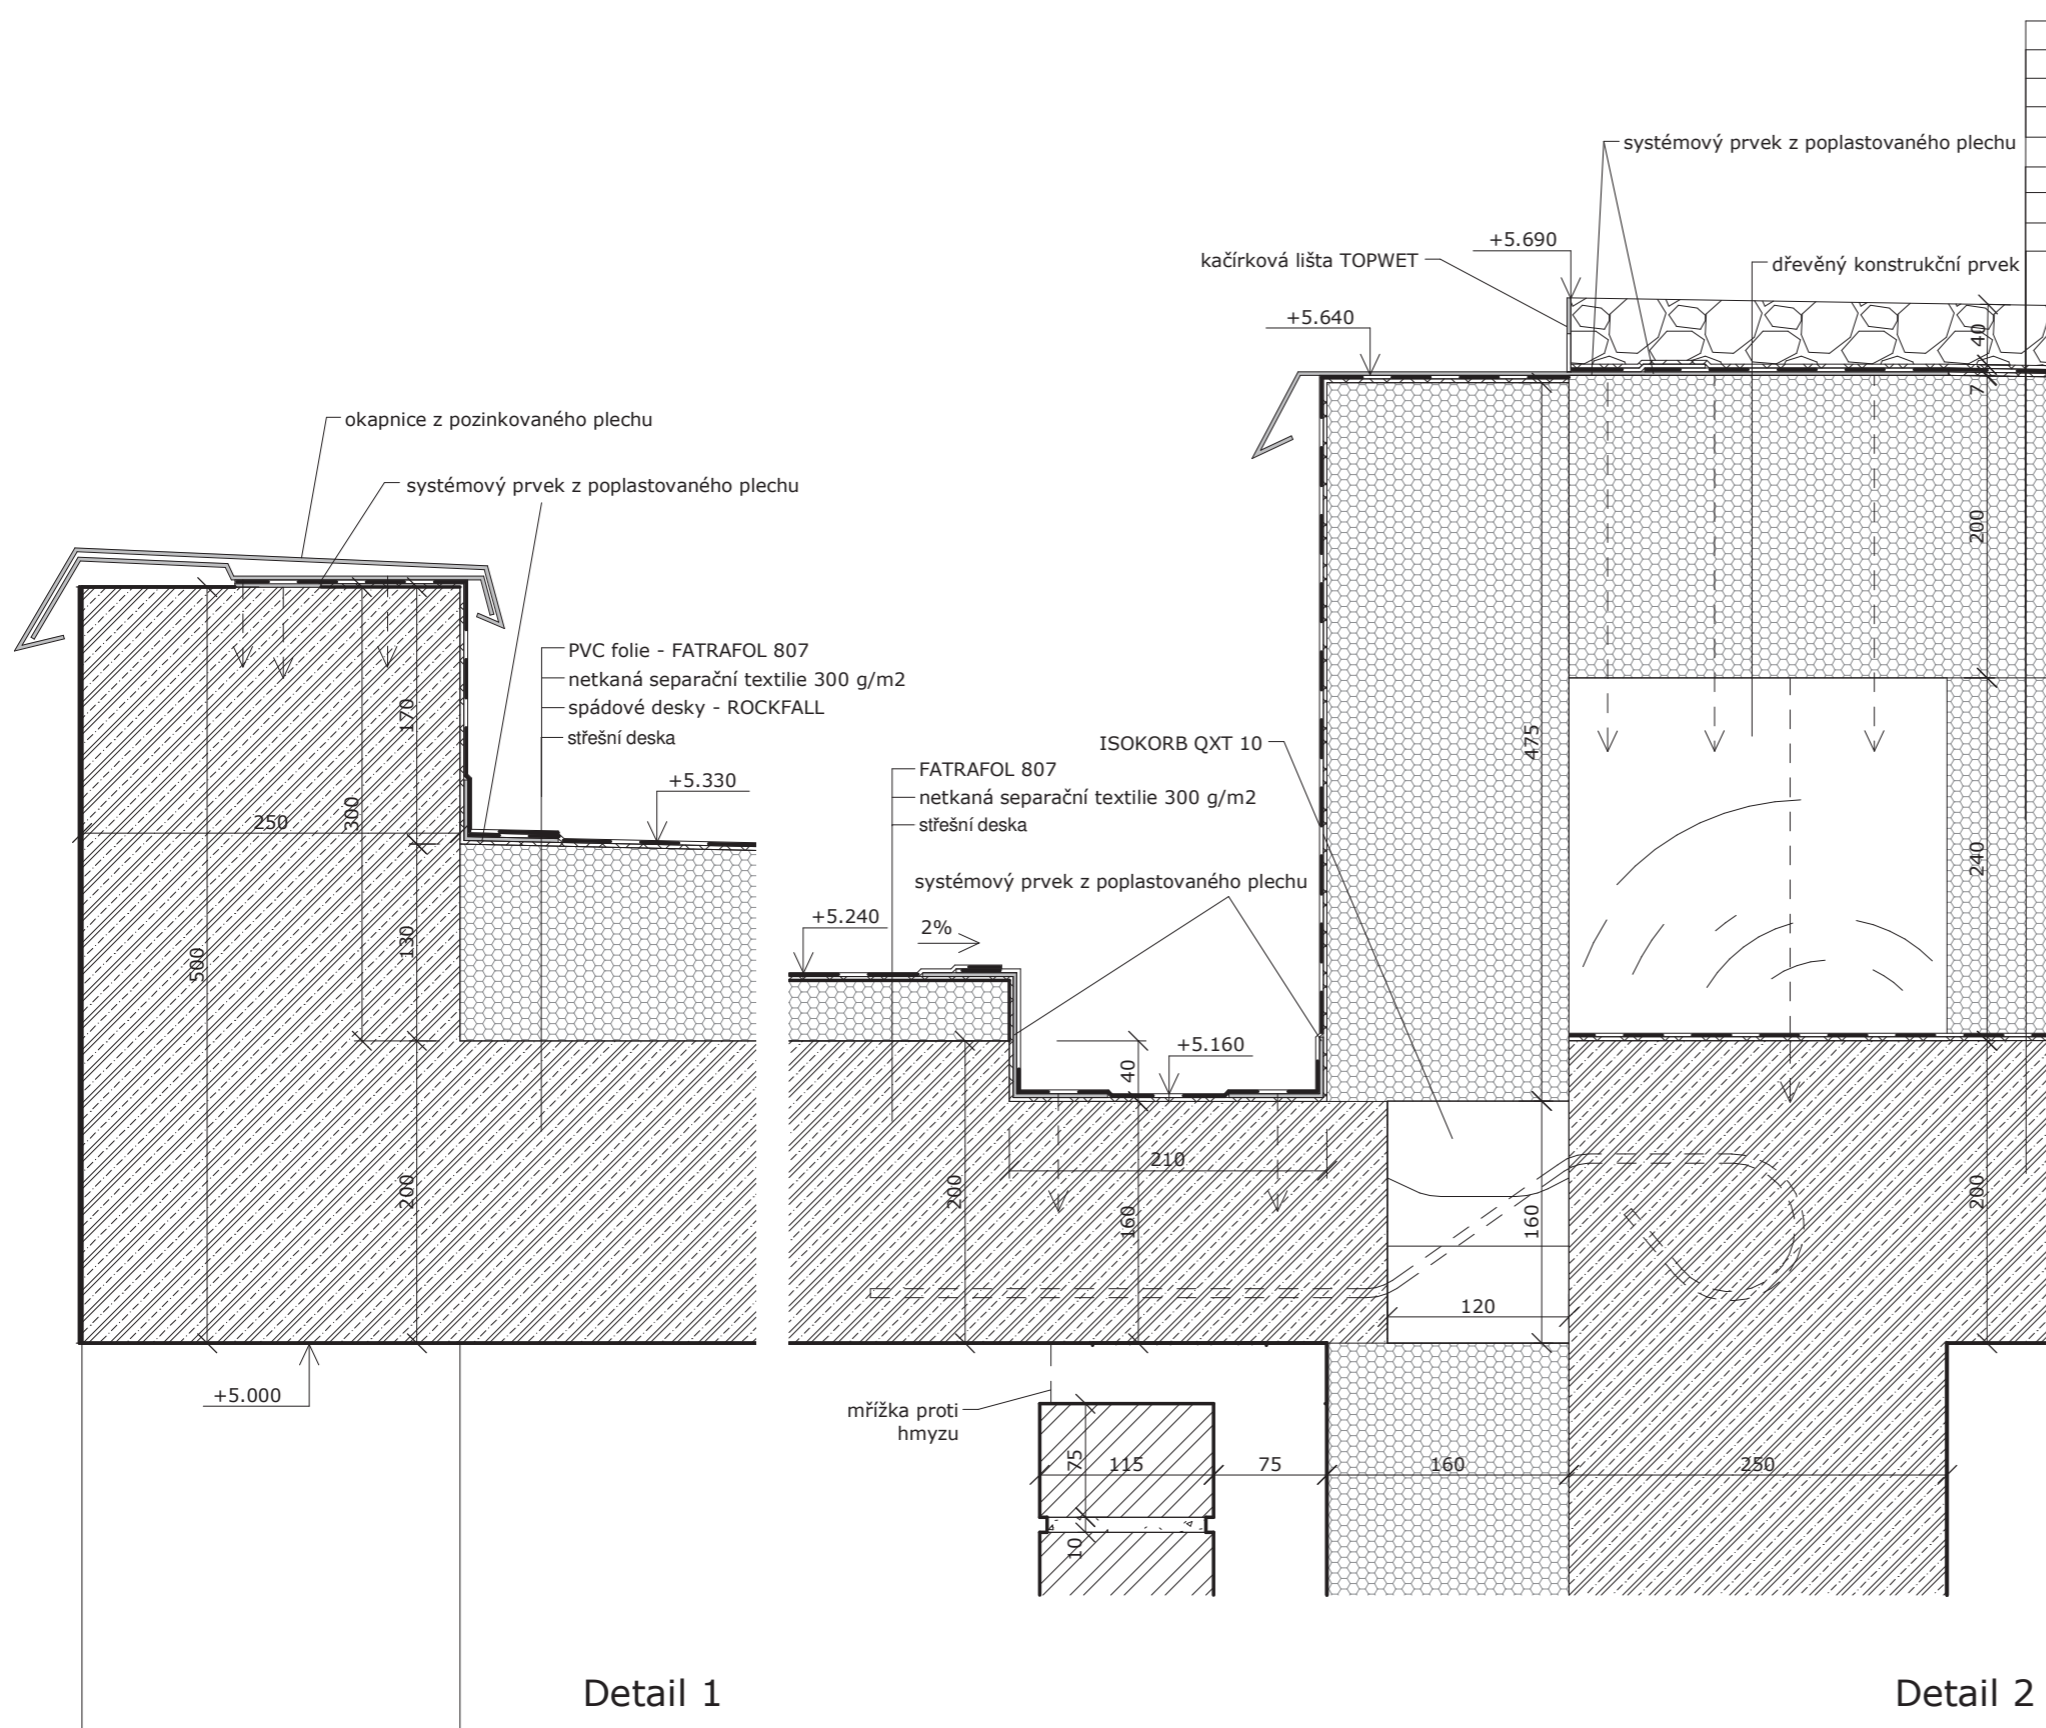 systémový prvek z poplastovaného plechu
+5.690
kačírková lišta TOPWET
dřevěný konstrukční prvek
+5.640
40
7
okapnice z pozinkovaného plechu
systémový prvek z poplastovaného plechu
200
PVC folie - FATRAFOL 807
netkaná separační textilie 300 g/m2
spádové desky - ROCKFALL
střešní deska
170
ISOKORB QXT 10
475
FATRAFOL 807
netkaná separační textilie 300 g/m2
střešní deska
+5.330
250
300
240
systémový prvek z poplastovaného plechu
+5.240
2%
130
500
+5.160
40
210
200
200
160
160
200
120
+5.000
mřížka proti
hmyzu
75
115
75
160
250
10
Detail 1
Detail 2